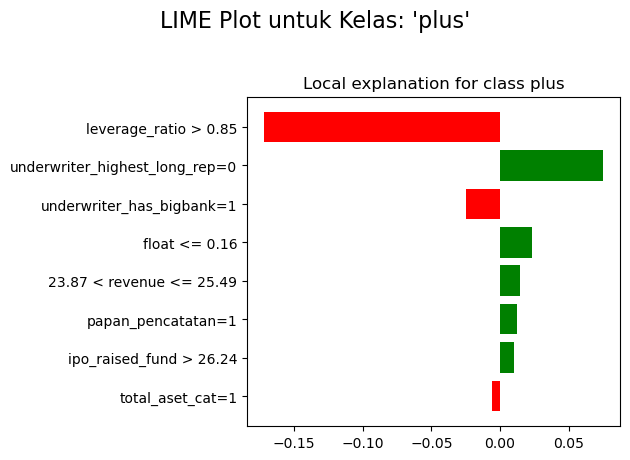 LIME Plot untuk Kelas: 'plus'
Local explanation for class plus
leverage_ratio > 0.85
underwriter_highest_long_rep=0
underwriter_has_bigbank=1
float <= 0.16
23.87 < revenue <= 25.49
papan_pencatatan=1
ipo_raised_fund > 26.24
total_aset_cat=1
−0.15 −0.10 −0.05 0.00 0.05